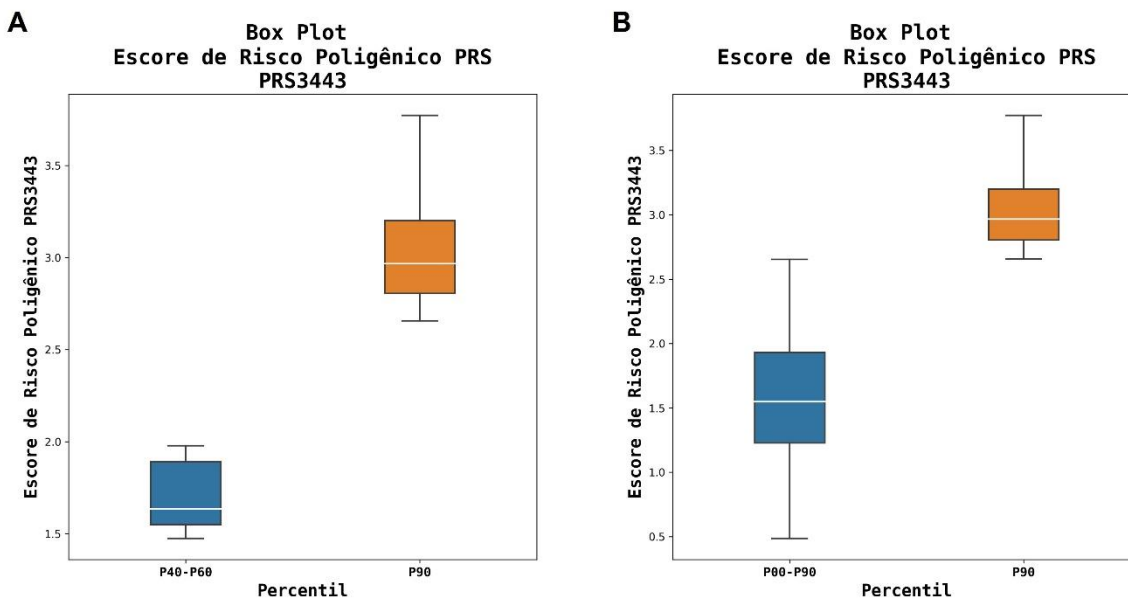 A
Box Plot
Escore de Risco Poligênico PRS
PRS3443
Escore de Risco Poligênico PRS3443
3.5
3.0
2.5
2.0
1.5
P40-P60
P90
Percentil
B
Box Plot
Escore de Risco Poligênico PRS
PRS3443
Escore de Risco Poligênico PRS3443
3.5
3.0
2.5
2.0
1.5
1.0
0.5
P00-P90
P90
Percentil